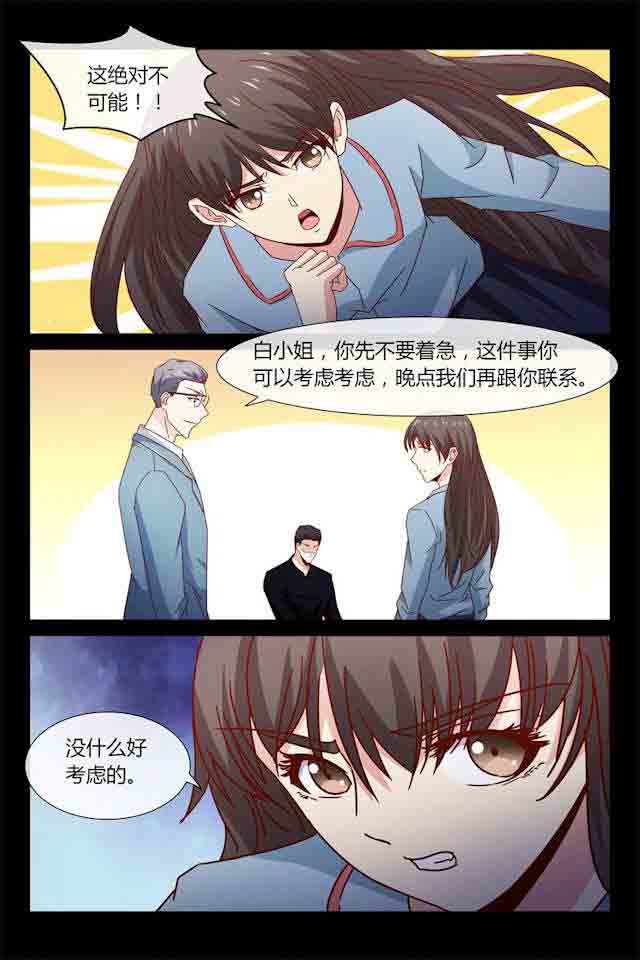 这绝对不
可能！！
白小姐，你先不要着急，这件事你
可以考虑考虑，晚点我们再跟你联系。
没什么好
考虑的。